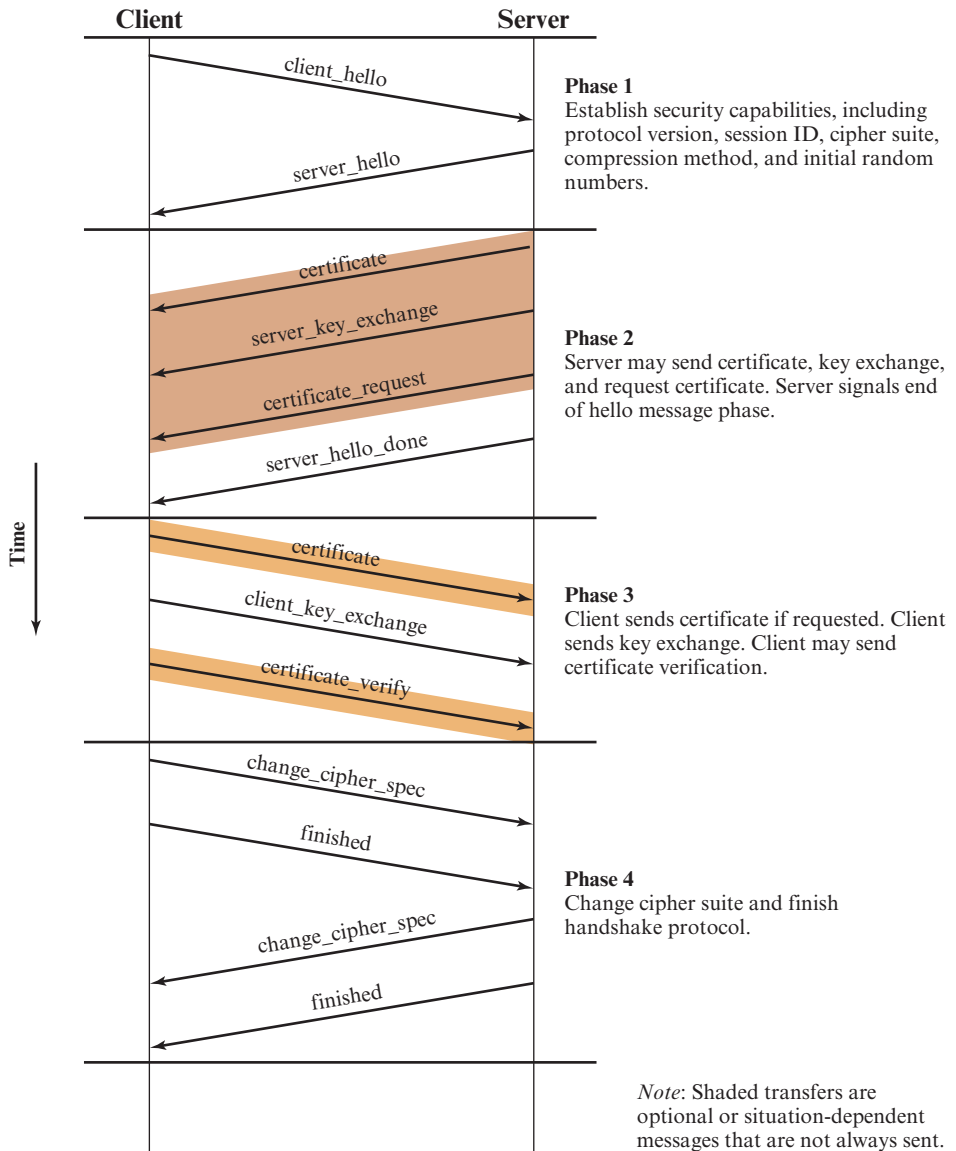 Client
Server
client_hello
server_hello
Phase 1
Establish security capabilities, including
protocol version, session ID, cipher suite,
compression method, and initial random
numbers.
certificate
server_key_exchange
certificate_request
server_hello_done
Phase 2
Server may send certificate, key exchange,
and request certificate. Server signals end
of hello message phase.
Time
certificate
client_key_exchange
certificate_verify
Phase 3
Client sends certificate if requested. Client
sends key exchange. Client may send
certificate verification.
change_cipher_spec
finished
change_cipher_spec
finished
Phase 4
Change cipher suite and finish
handshake protocol.
Note: Shaded transfers are
optional or situation-dependent
messages that are not always sent.